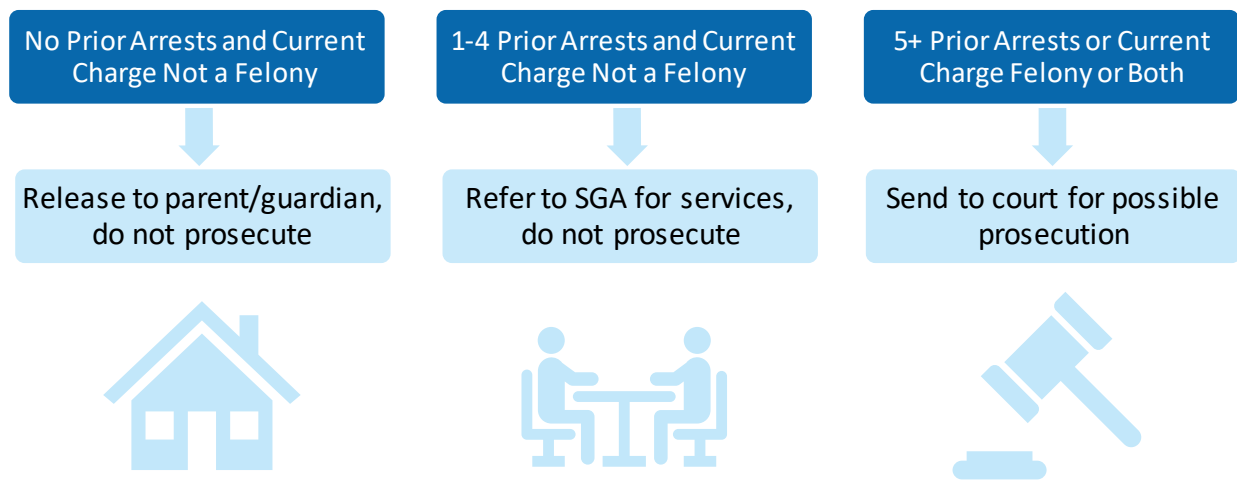 No Prior Arrests and Current
Charge Not a Felony
1-4 Prior Arrests and Current
Charge Not a Felony
5+ Prior Arrests or Current
Charge Felony or Both
Release to parent/guardian,
do not prosecute
Refer to SGA for services,
do not prosecute
Send to court for possible
prosecution